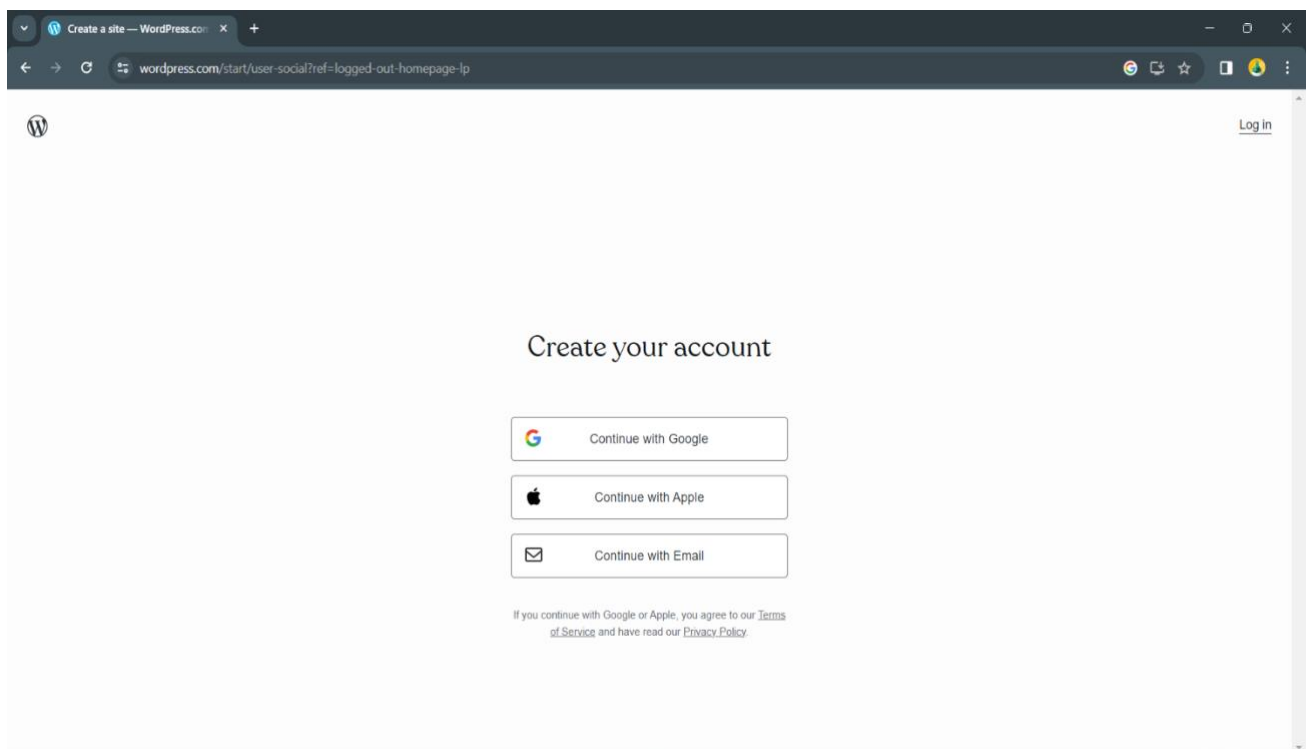 Create a site — WordPress.com
wordpress.com/start/user-social?ref=logged-out-homepage-lp
Log in
Create your account
Continue with Google
Continue with Apple
Continue with Email
If you continue with Google or Apple, you agree to our Terms
of Service and have read our Privacy Policy.